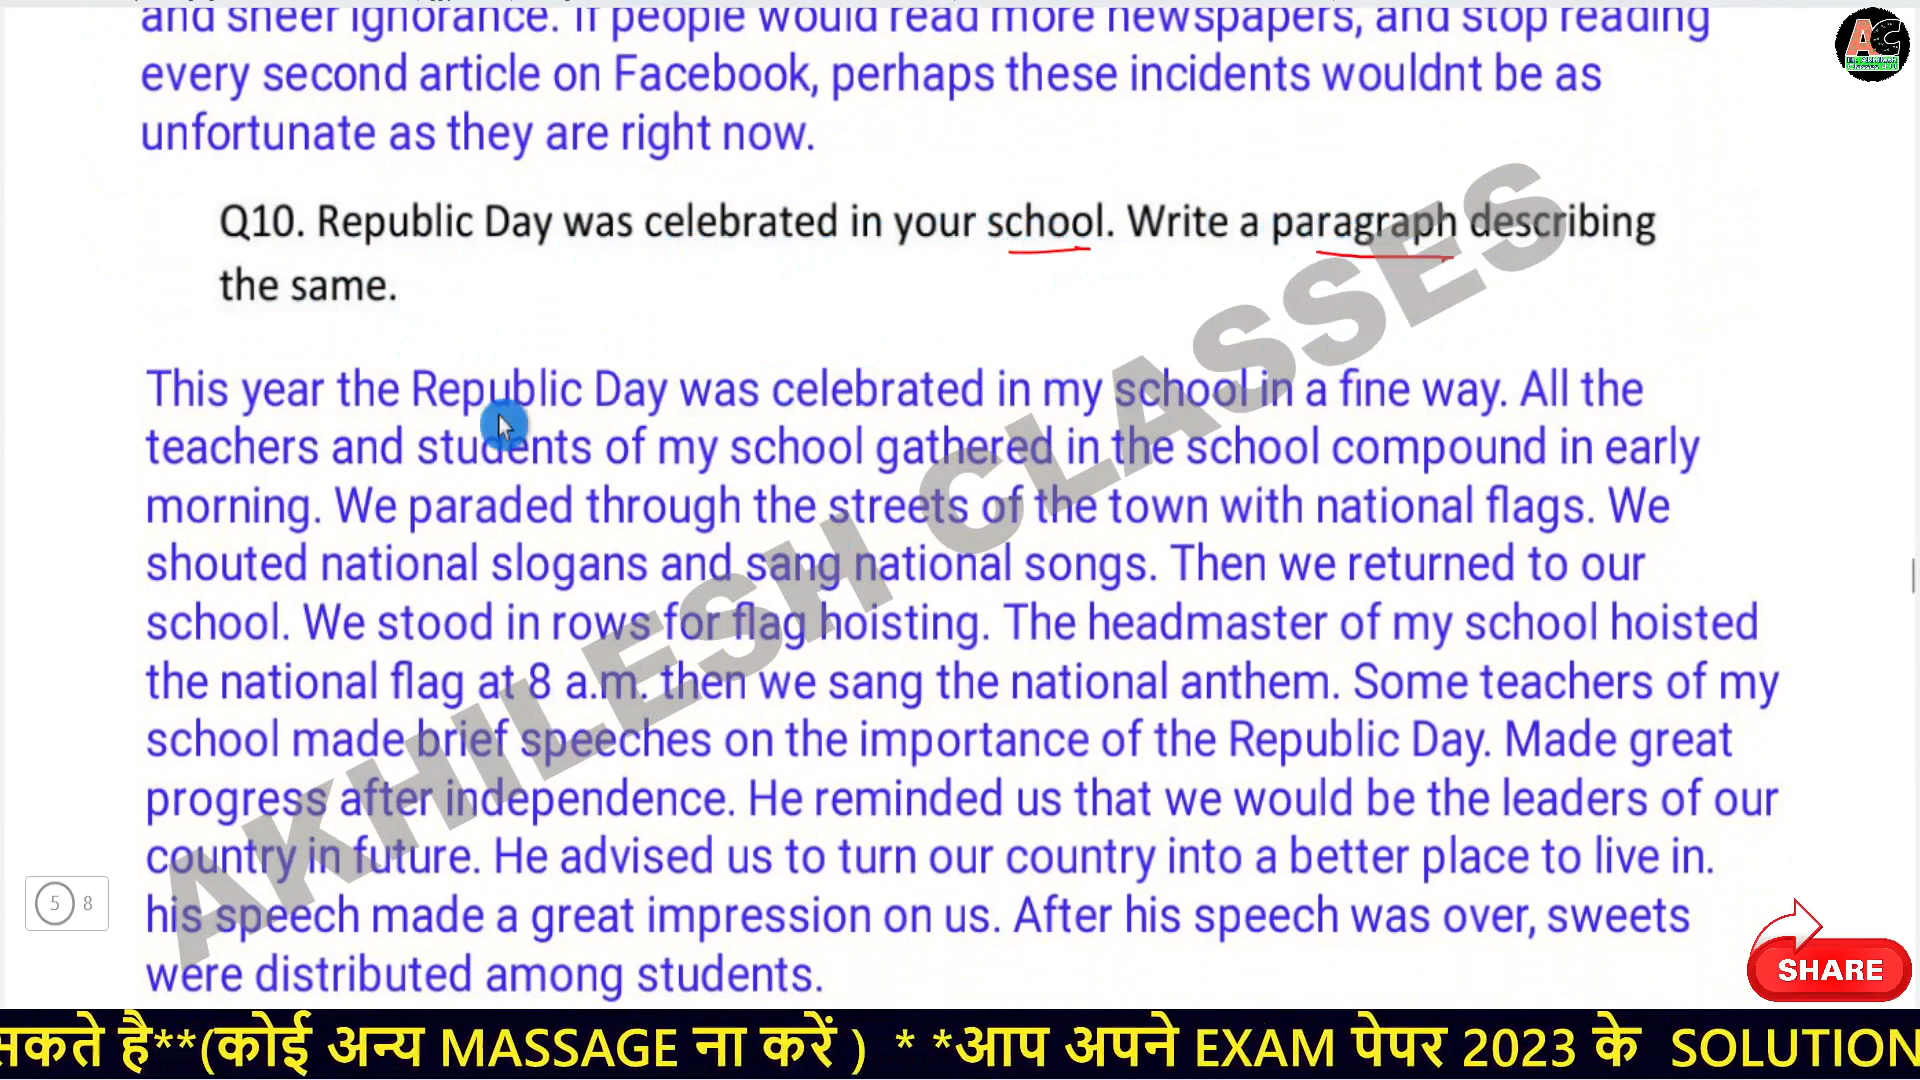 and sheer ignorance. If people would read more newspapers, and stop reading
every second article on Facebook, perhaps these incidents wouldnt be as
unfortunate as they are right now.
Q10. Republic Day was celebrated in your school. Write a paragraph describing
the same.
This year the Republic Day was celebrated in my school in a fine way. All the
teachers and students of my school gathered in the school compound in early
morning. We paraded through the streets of the town with national flags. We
shouted national slogans and sang national songs. Then we returned to our
school. We stood in rows for flag hoisting. The headmaster of my school hoisted
the national flag at 8 a.m. then we sang the national anthem. Some teachers of my
school made brief speeches on the importance of the Republic Day. Made great
progress after independence. He reminded us that we would be the leaders of our
country in future. He advised us to turn our country into a better place to live in.
his speech made a great impression on us. After his speech was over, sweets
were distributed among students.
AKHILESH CLASSES
AC
5 8
SHARE
सकते है**(कोई अन्य MASSAGE ना करें ) * *आप अपने EXAM पेपर 2023 के SOLUTION